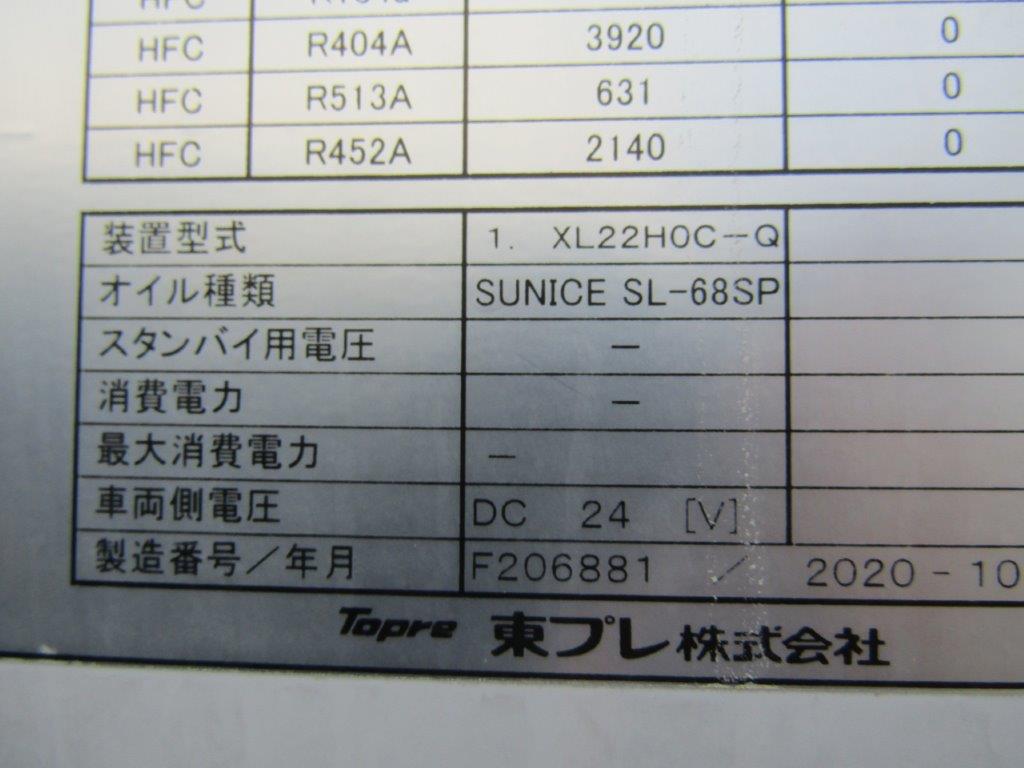 HFC
HFC R404A 3920 0
HFC R513A 631 0
HFC R452A 2140 0
装置型式 1. XL22HOC-Q
オイル種類 SUNICE SL-68SP
スタンバイ用電圧 -
消費電力 -
最大消費電力 -
車両側電圧 DC 24 [V]
製造番号/年月 F206881 / 2020-10
Topre 東プレ株式会社